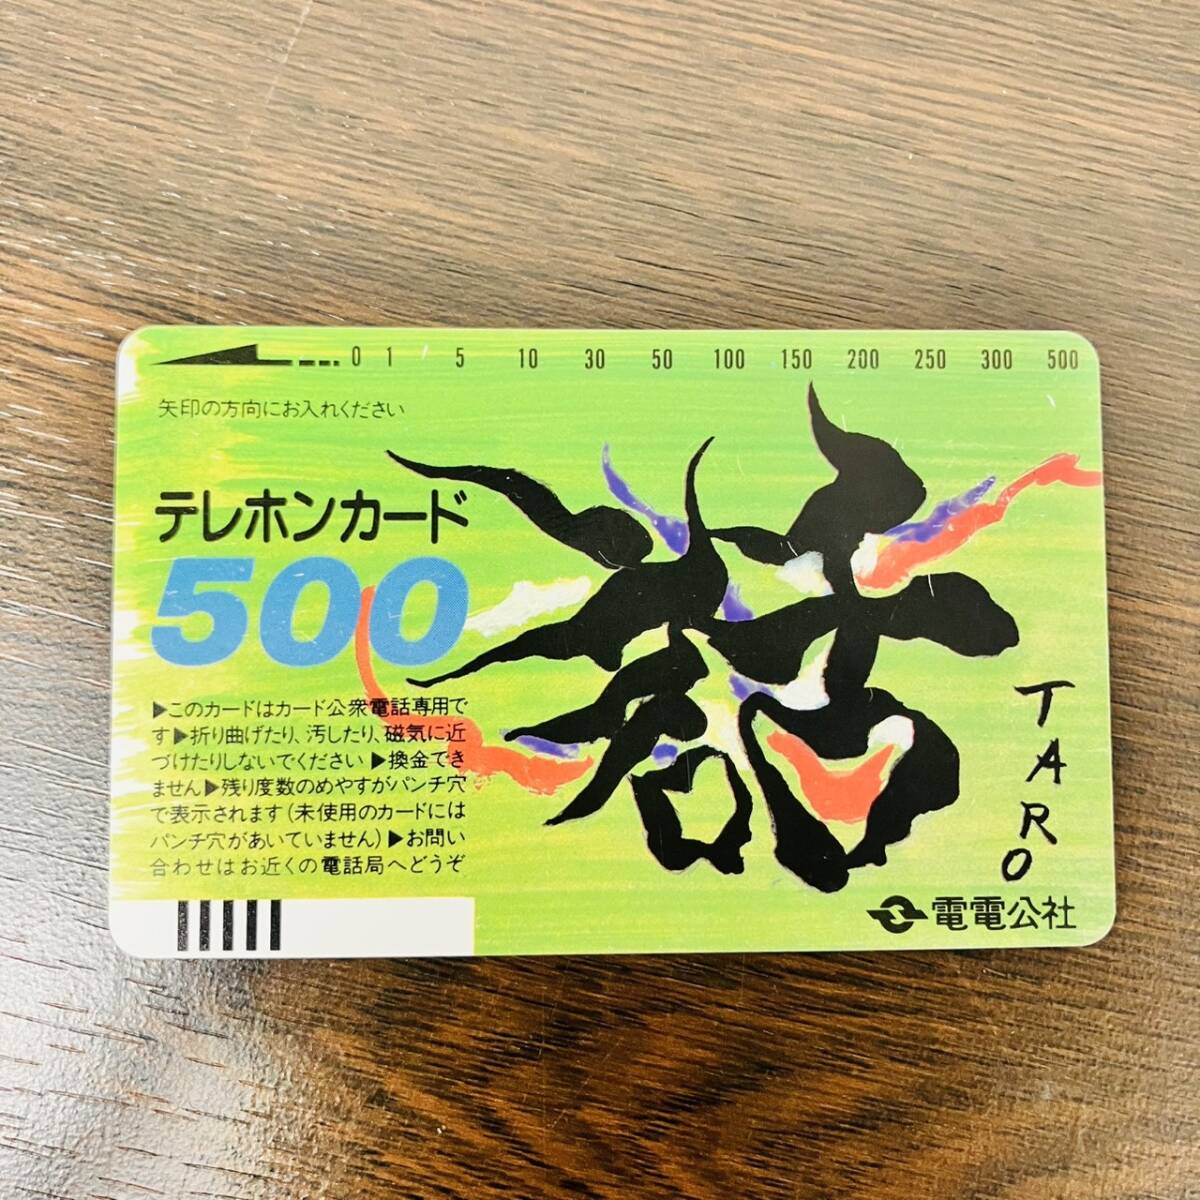 0 1 5 10 30 50 100 150 200 250 300 500
矢印の方向にお入れください
テレホンカード
500
▶このカードはカード公衆電話専用で
す▶折り曲げたり、汚したり、磁気に近
づけたりしないでください▶換金でき
ません▶残り度数のめやすがパンチ穴
で表示されます(未使用のカードには
パンチ穴があいていません)▶お問い
合わせはお近くの電話局へどうぞ
話
TARO
電電公社